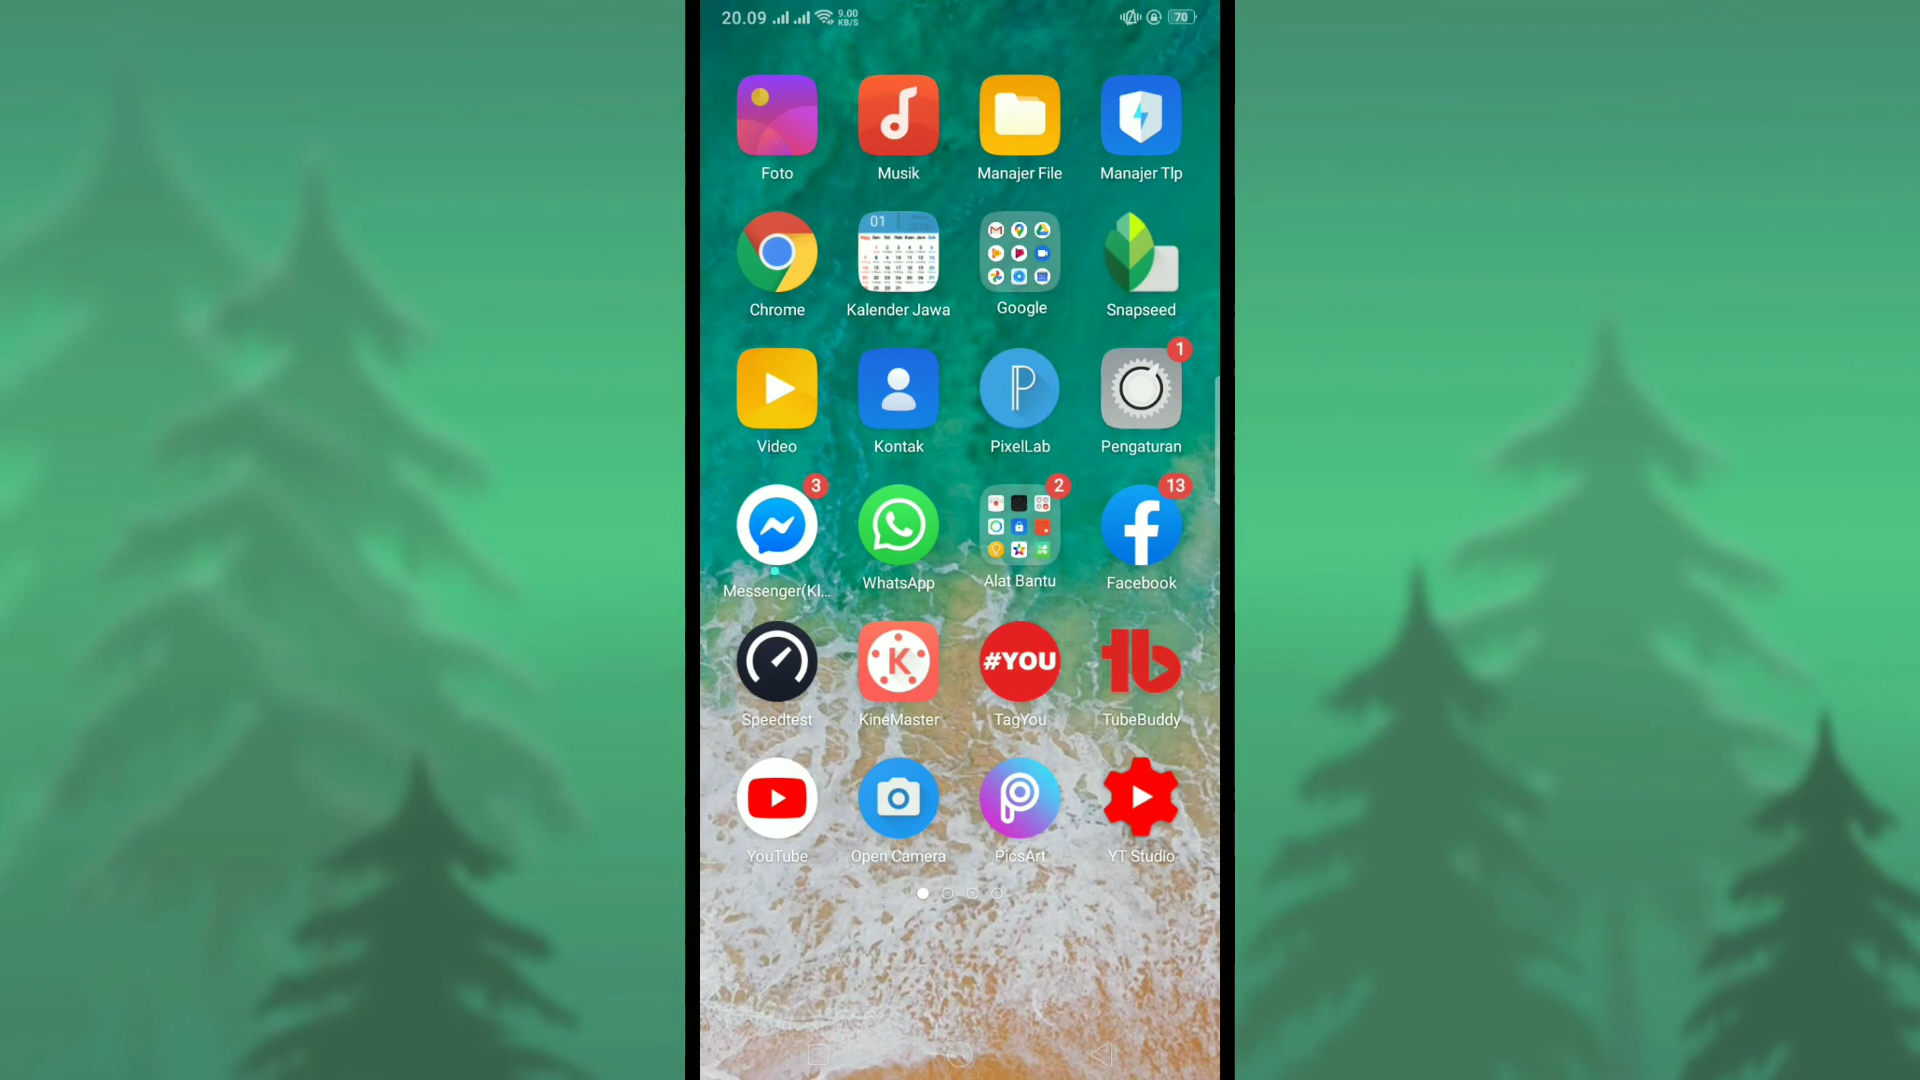 20.09 9.00 KB/S 70
Foto Musik Manajer File Manajer Tlp
01
Chrome Kalender Jawa Google Snapseed
1
Video Kontak PixelLab Pengaturan
3 2 13
Messenger(Kl... WhatsApp Alat Bantu Facebook
K #YOU tb
Speedtest KineMaster TagYou TubeBuddy
YouTube Open Camera PicsArt YT Studio